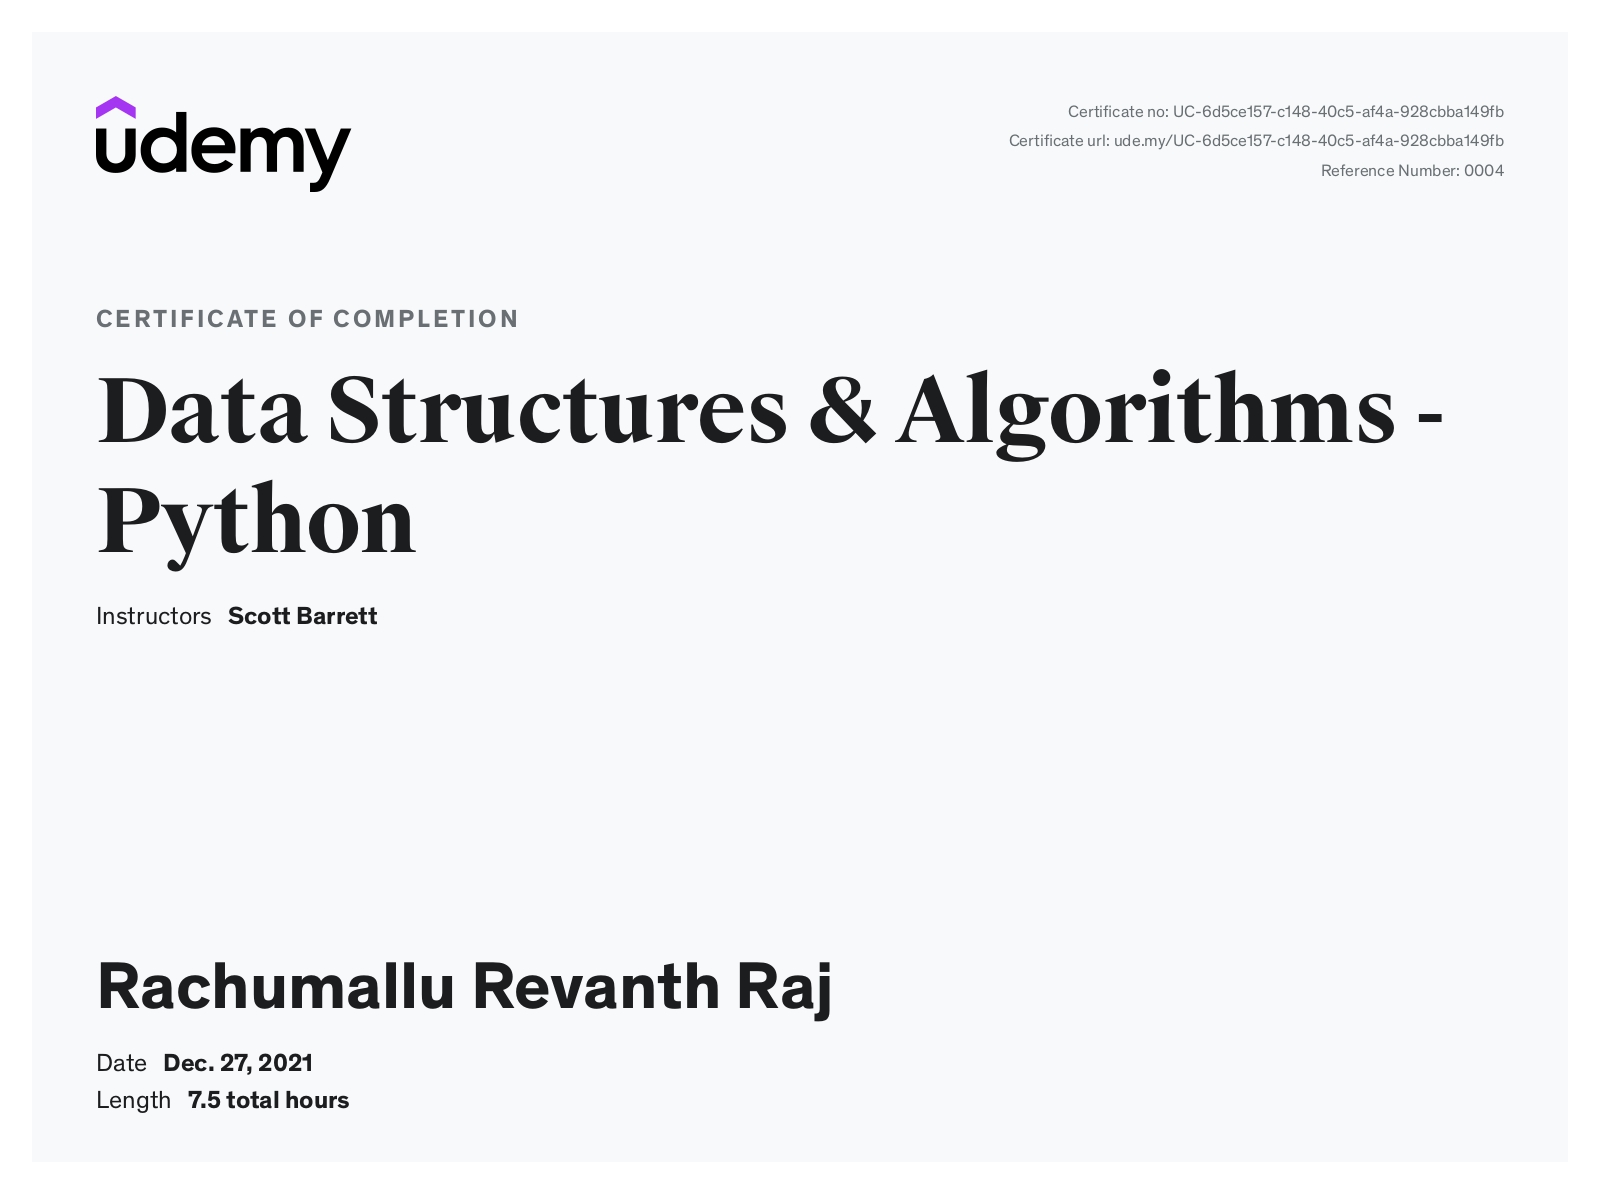 udemy
Certificate no: UC-6d5ce157-c148-40c5-af4a-928cbba149fb
Certificate url: ude.my/UC-6d5ce157-c148-40c5-af4a-928cbba149fb
Reference Number: 0004
CERTIFICATE OF COMPLETION
Data Structures & Algorithms -
Python
Instructors Scott Barrett
Rachumallu Revanth Raj
Date Dec. 27, 2021
Length 7.5 total hours